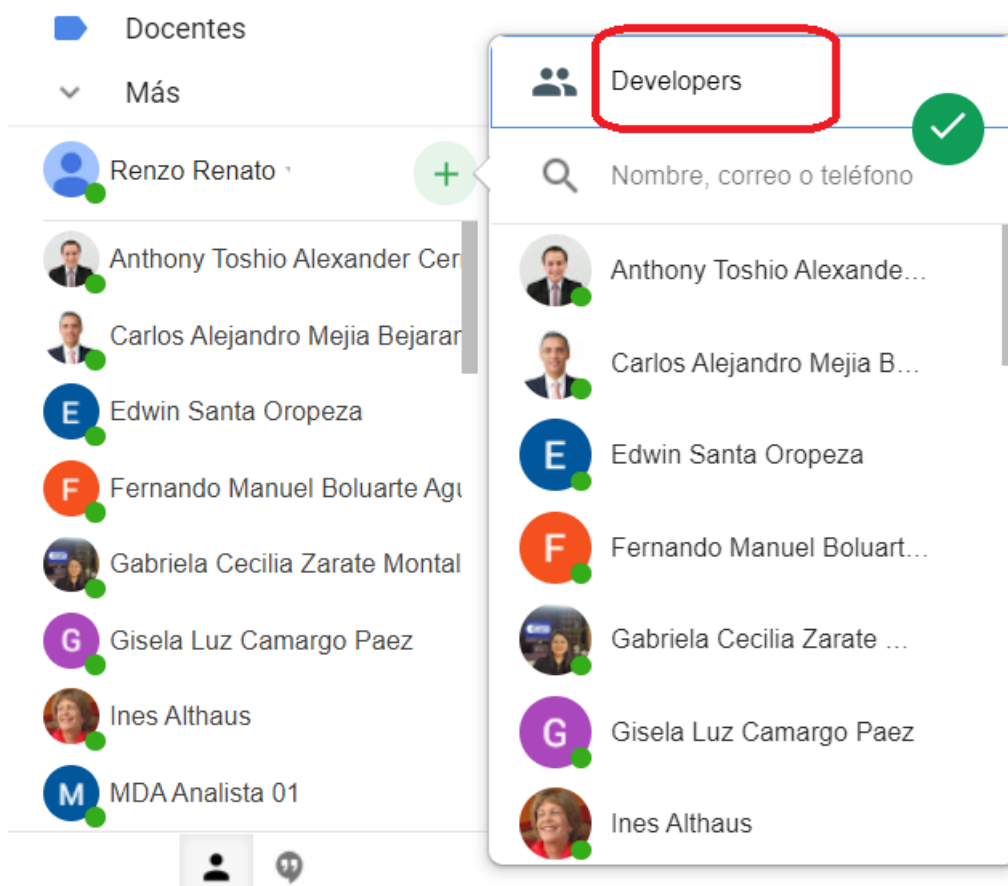 Docentes
Más
Renzo Renato
Anthony Toshio Alexander Cer
Carlos Alejandro Mejia Bejarar
Edwin Santa Oropeza
E
Fernando Manuel Boluarte Agu
F
Gabriela Cecilia Zarate Montal
Gisela Luz Camargo Paez
G
Ines Althaus
MDA Analista 01
M
Developers
Nombre, correo o teléfono
Anthony Toshio Alexande...
Carlos Alejandro Mejia B...
E
Edwin Santa Oropeza
F
Fernando Manuel Boluart...
Gabriela Cecilia Zarate ...
G
Gisela Luz Camargo Paez
Ines Althaus